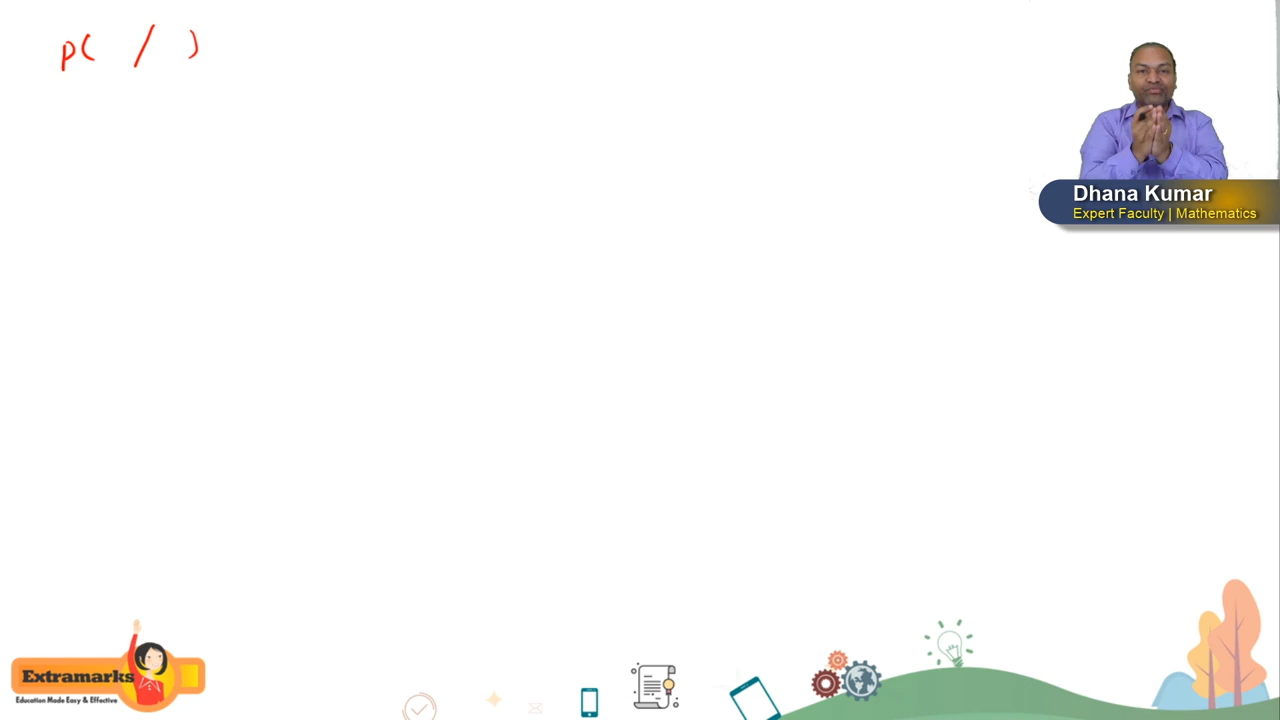 p( / )
Dhana Kumar
Expert Faculty | Mathematics
Extramarks
Education Made Easy & Effective